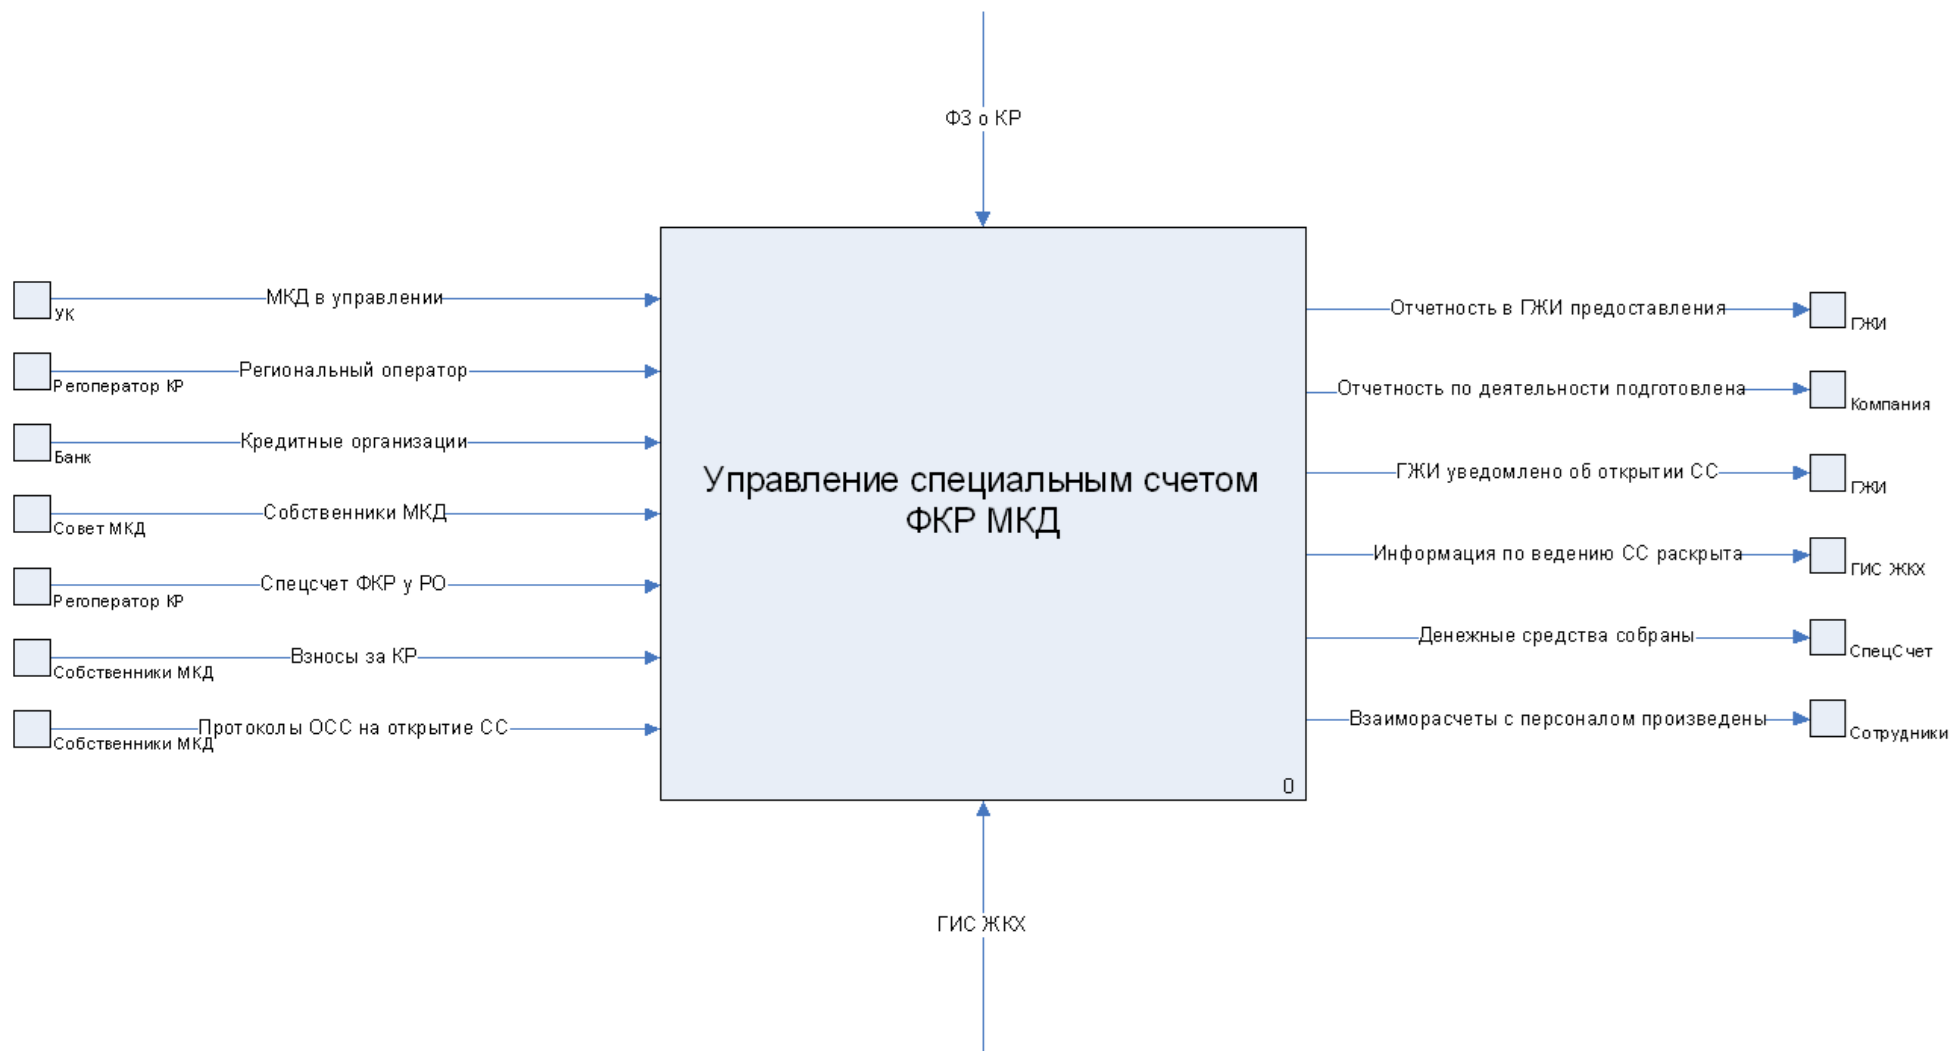 ФЗ о КР
МКД в управлении
УК
Региональный оператор
Регоператор КР
Кредитные организации
Банк
Собственники МКД
Совет МКД
Спецсчет ФКР у РО
Регоператор КР
Взносы за КР
Собственники МКД
Протоколы ОСС на открытие СС
Собственники МКД
Управление специальным счетом
ФКР МКД
0
Отчетность в ГЖИ предоставления
ГЖИ
Отчетность по деятельности подготовлена
Компания
ГЖИ уведомлено об открытии СС
ГЖИ
Информация по ведению СС раскрыта
ГИС ЖКХ
Денежные средства собраны
СпецСчет
Взаиморасчеты с персоналом произведены
Сотрудники
ГИС ЖКХ